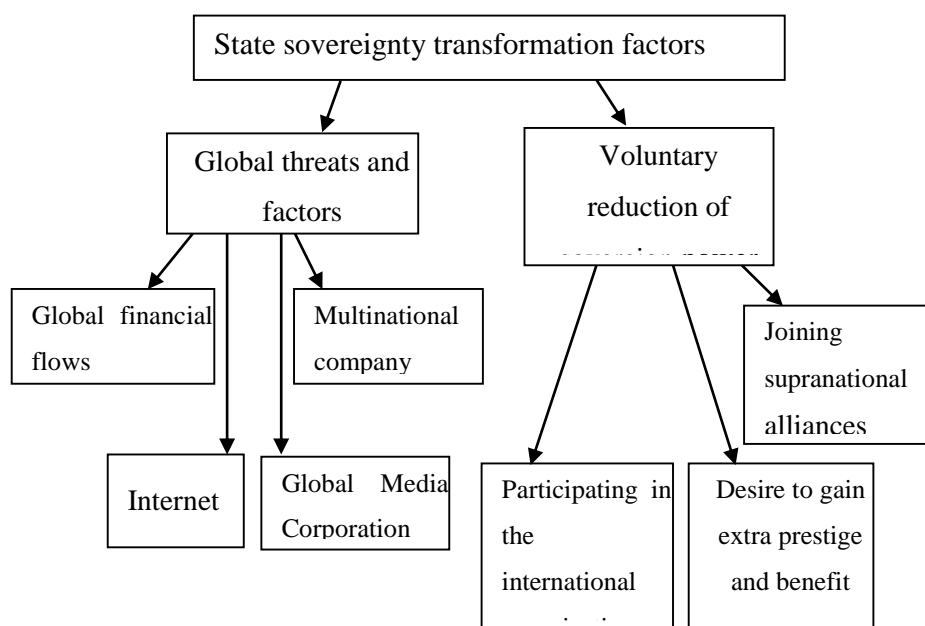 State sovereignty transformation factors
Global threats and
factors
Voluntary
reduction of
Global financial
flows
Multinational
company
Joining
supranational
alliances
Internet
Global Media
Corporation
Participating in
the
international
Desire to gain
extra prestige
and benefit